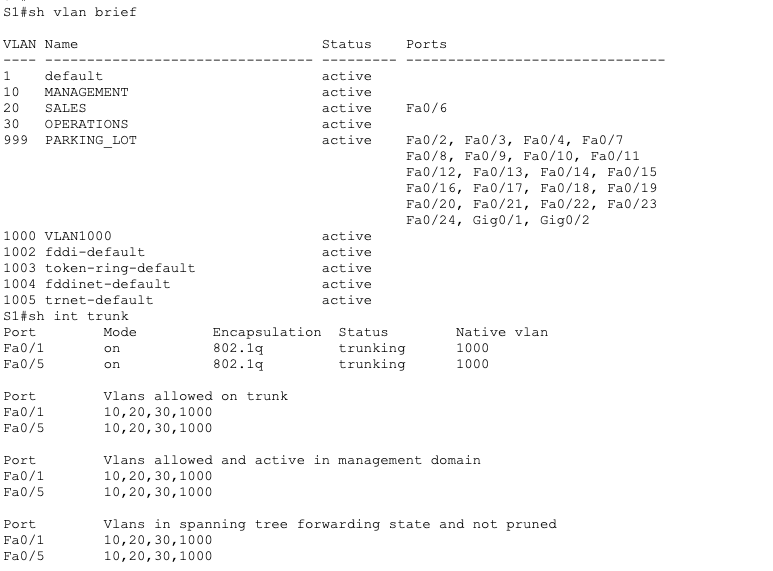 S1#sh vlan brief
VLAN Name                             Status    Ports
---- -------------------------------- --------- -------------------------------
1    default                          active
10   MANAGEMENT                       active
20   SALES                            active    Fa0/6
30   OPERATIONS                       active
999  PARKING_LOT                      active    Fa0/2, Fa0/3, Fa0/4, Fa0/7
                                                Fa0/8, Fa0/9, Fa0/10, Fa0/11
                                                Fa0/12, Fa0/13, Fa0/14, Fa0/15
                                                Fa0/16, Fa0/17, Fa0/18, Fa0/19
                                                Fa0/20, Fa0/21, Fa0/22, Fa0/23
                                                Fa0/24, Gig0/1, Gig0/2
1000 VLAN1000                         active
1002 fddi-default                     active
1003 token-ring-default               active
1004 fddinet-default                  active
1005 trnet-default                    active
S1#sh int trunk
Port        Mode         Encapsulation  Status        Native vlan
Fa0/1       on           802.1q         trunking      1000
Fa0/5       on           802.1q         trunking      1000
Port        Vlans allowed on trunk
Fa0/1       10,20,30,1000
Fa0/5       10,20,30,1000
Port        Vlans allowed and active in management domain
Fa0/1       10,20,30,1000
Fa0/5       10,20,30,1000
Port        Vlans in spanning tree forwarding state and not pruned
Fa0/1       10,20,30,1000
Fa0/5       10,20,30,1000